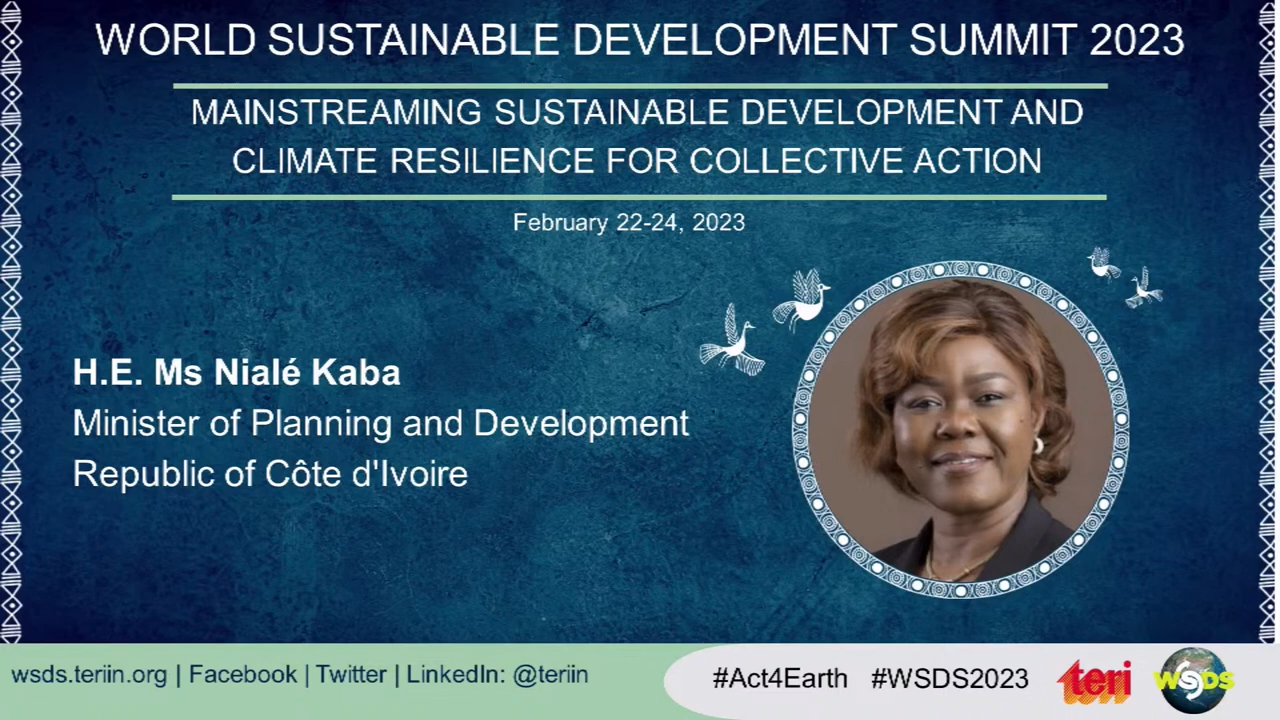 WORLD SUSTAINABLE DEVELOPMENT SUMMIT 2023
MAINSTREAMING SUSTAINABLE DEVELOPMENT AND
CLIMATE RESILIENCE FOR COLLECTIVE ACTION
February 22-24, 2023
H.E. Ms Nialé Kaba
Minister of Planning and Development
Republic of Côte d'Ivoire
wsds.teriin.org | Facebook | Twitter | LinkedIn: @teriin
#Act4Earth #WSDS2023 teri WSDS